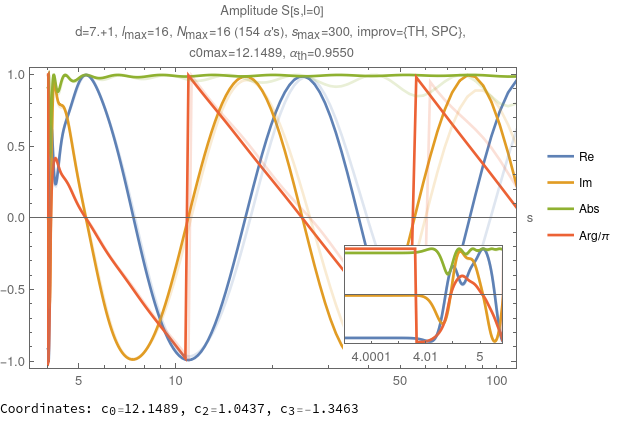 Amplitude S[s,l=0]
d=7.+1, lmax=16, Nmax=16 (154 α's), smax=300, improv={TH, SPC},
c0max=12.1489, αth=0.9550
1.0
0.5
0.0
−0.5
−1.0
s
Re
Im
Abs
Arg/π
4.0001 4.01 5
5 10 50 100
Coordinates: c0=12.1489, c2=1.0437, c3=−1.3463